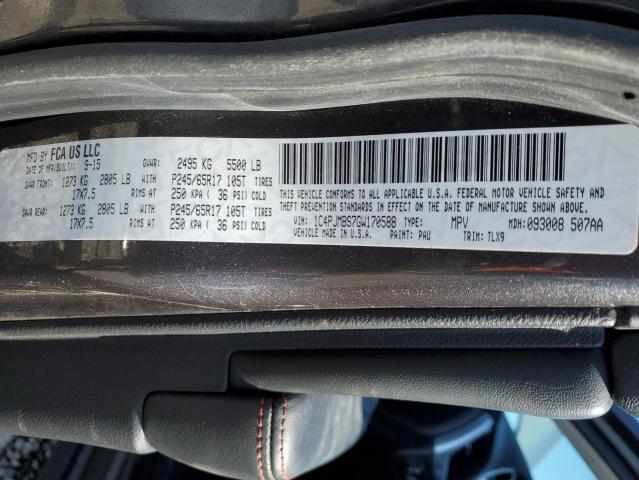 MFD BY FCA US LLC
DATE OF MFR/BUILT: 9-15 GVWR: 2495 KG 5500 LB
GAWR FRONT: 1273 KG 2805 LB WITH P245/65R17 105T TIRES
17X7.5 RIMS AT 250 KPA ( 36 PSI) COLD
GAWR REAR: 1273 KG 2805 LB WITH P245/65R17 105T TIRES
17X7.5 RIMS AT 250 KPA ( 36 PSI) COLD
THIS VEHICLE CONFORMS TO ALL APPLICABLE U.S.A. FEDERAL MOTOR VEHICLE SAFETY AND
THEFT PREVENTION STANDARDS IN EFFECT ON THE DATE OF MANUFACTURE SHOWN ABOVE.
VIN: 1C4PJMBS7GW170588 TYPE: MPV MDH: 093008 507AA
VEHICLE MADE IN U.S.A. PAINT: PAU TRIM: TLX9